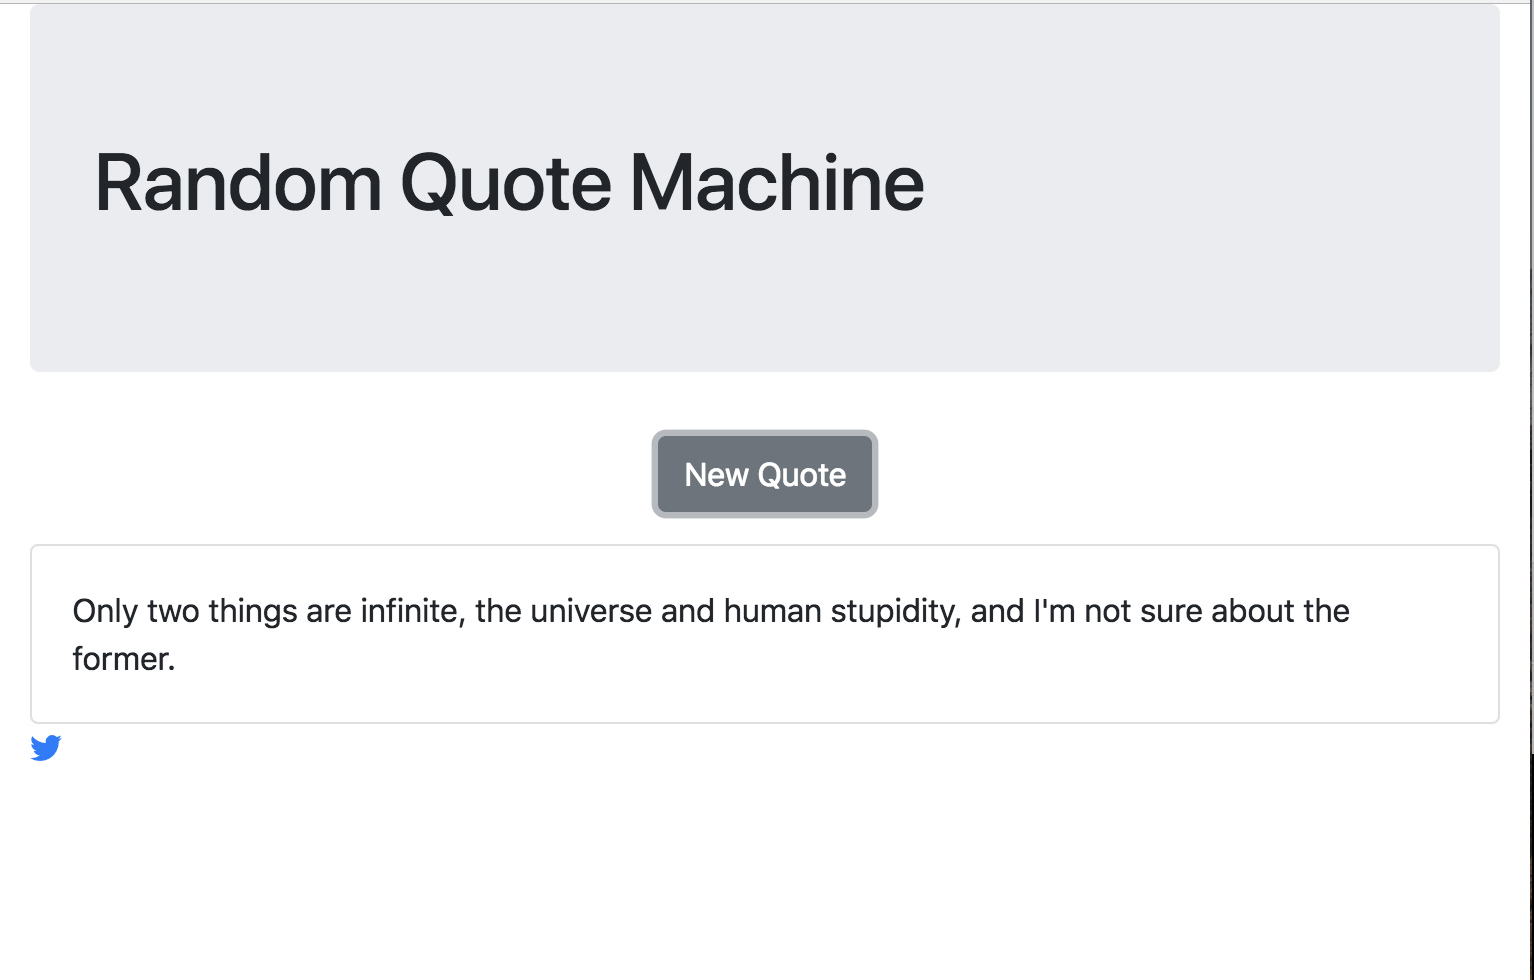 Random Quote Machine
New Quote
Only two things are infinite, the universe and human stupidity, and I'm not sure about the
former.